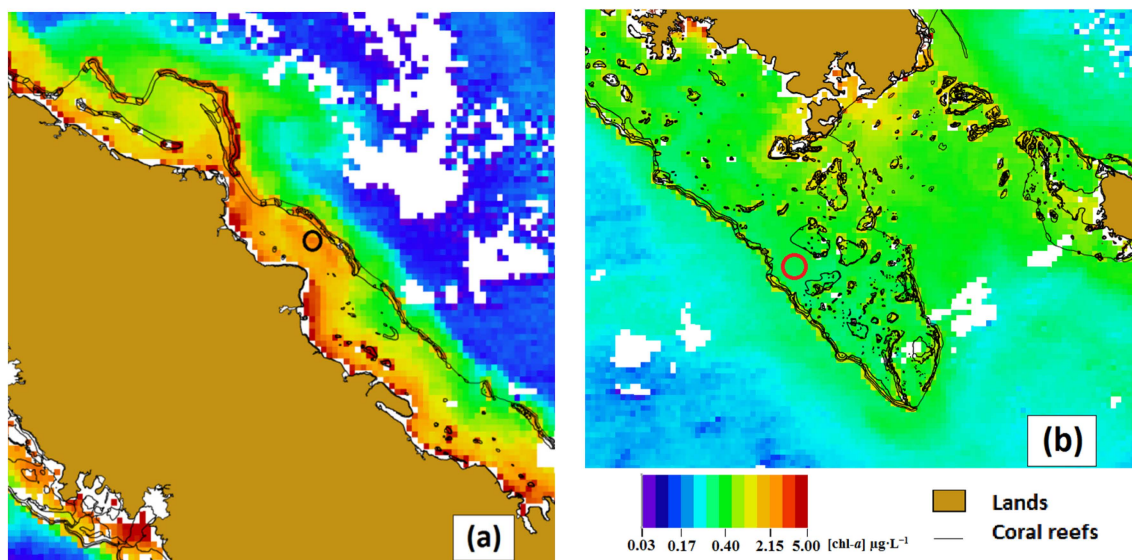 (a)
(b)
Lands
Coral reefs
0.03 0.17 0.40 2.15 5.00 [chl-a] µg·L⁻¹